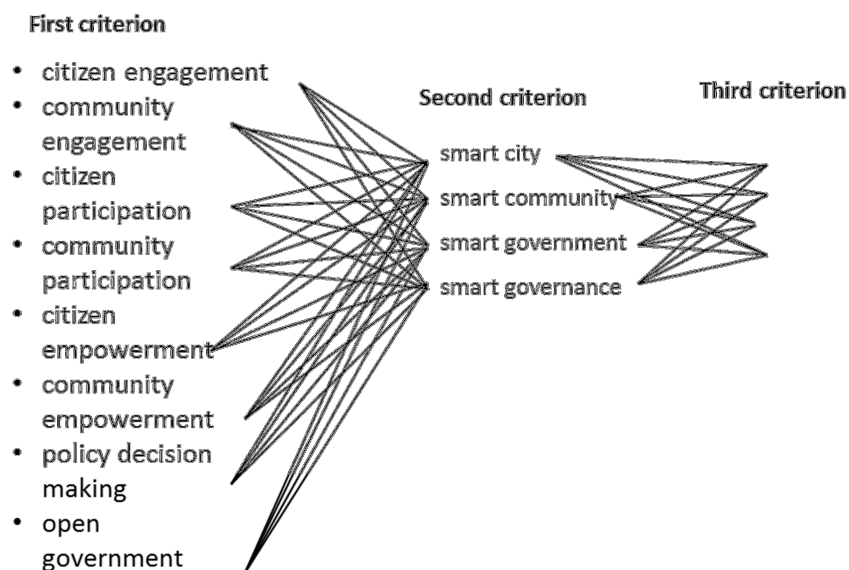 First criterion
• citizen engagement
• community
engagement
• citizen
participation
• community
participation
• citizen
empowerment
• community
empowerment
• policy decision
making
• open
government
Second criterion
smart city
smart community
smart government
smart governance
Third criterion